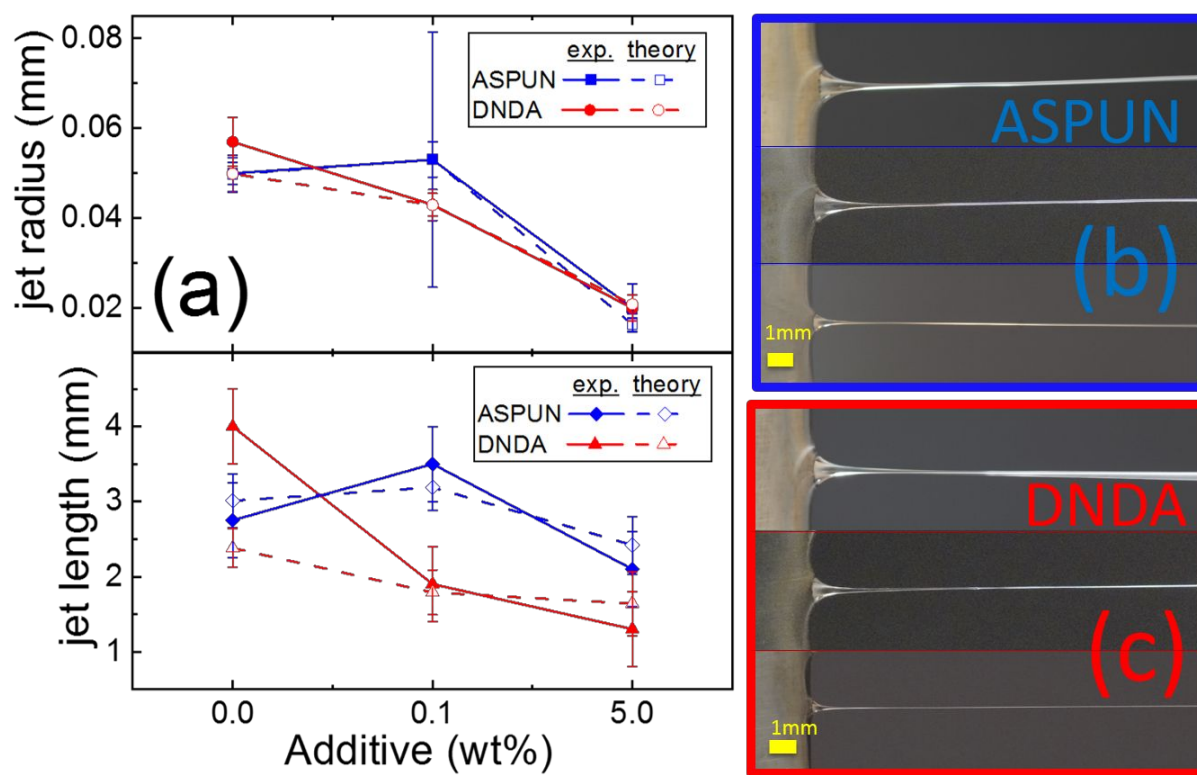 jet radius (mm)
0.08
0.06
0.04
0.02
exp. theory
ASPUN
DNDA
(a)
jet length (mm)
4
3
2
1
exp. theory
ASPUN
DNDA
0.0 0.1 5.0
Additive (wt%)
ASPUN
(b)
1mm
DNDA
(c)
1mm